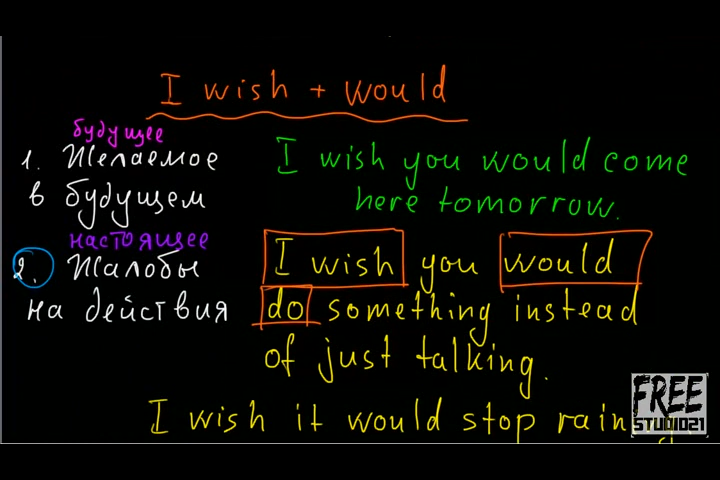 I wish + would
будущее
1. Желаемое
в будущем
I wish you would come
here tomorrow.
настоящее
2. Жалобы
на действия
I wish you would
do something instead
of just talking.
I wish it would stop
FREE
STUDIO21